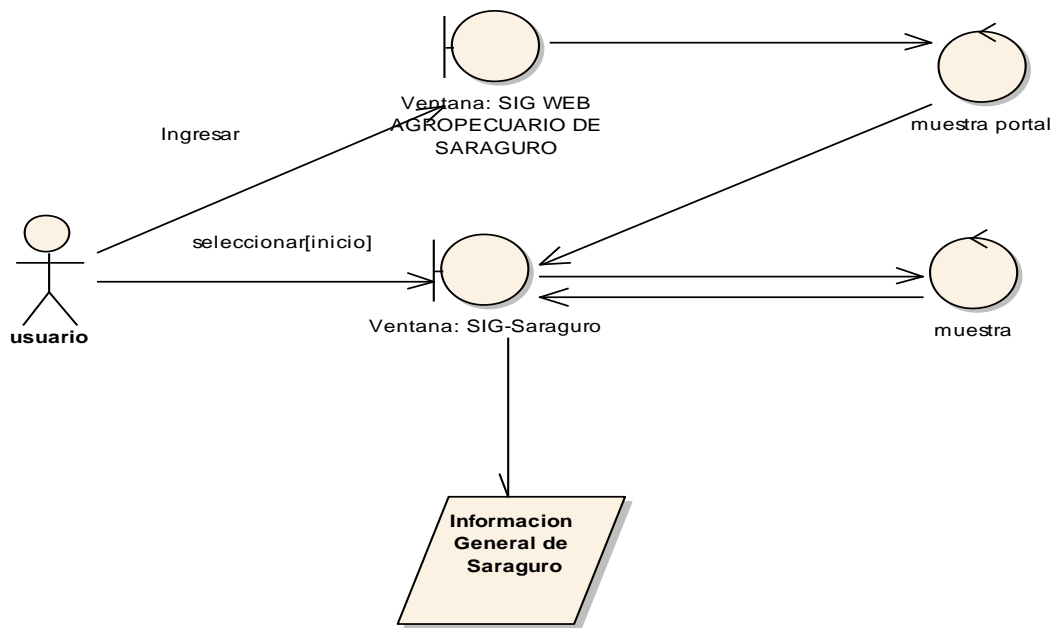 Ventana: SIG WEB
AGROPECUARIO DE
SARAGURO
muestra portal
Ingresar
seleccionar[inicio]
usuario
Ventana: SIG-Saraguro
muestra
Informacion
General de
Saraguro